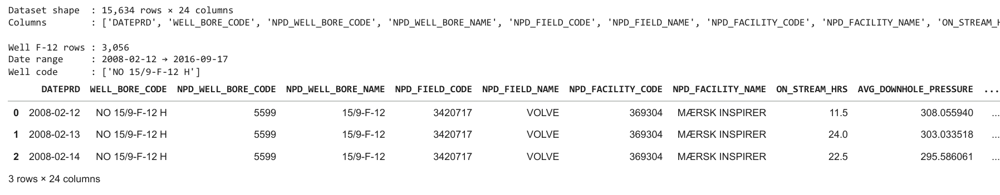 Dataset shape  : 15,634 rows × 24 columns
Columns        : ['DATEPRD', 'WELL_BORE_CODE', 'NPD_WELL_BORE_CODE', 'NPD_WELL_BORE_NAME', 'NPD_FIELD_CODE', 'NPD_FIELD_NAME', 'NPD_FACILITY_CODE', 'NPD_FACILITY_NAME', 'ON_STREAM_H
Well F-12 rows : 3,056
Date range     : 2008-02-12 → 2016-09-17
Well code      : ['NO 15/9-F-12 H']
DATEPRD WELL_BORE_CODE NPD_WELL_BORE_CODE NPD_WELL_BORE_NAME NPD_FIELD_CODE NPD_FIELD_NAME NPD_FACILITY_CODE NPD_FACILITY_NAME ON_STREAM_HRS AVG_DOWNHOLE_PRESSURE ...
0 2008-02-12 NO 15/9-F-12 H 5599 15/9-F-12 3420717 VOLVE 369304 MÆRSK INSPIRER 11.5 308.055940 ...
1 2008-02-13 NO 15/9-F-12 H 5599 15/9-F-12 3420717 VOLVE 369304 MÆRSK INSPIRER 24.0 303.033518 ...
2 2008-02-14 NO 15/9-F-12 H 5599 15/9-F-12 3420717 VOLVE 369304 MÆRSK INSPIRER 22.5 295.586061 ...
3 rows × 24 columns